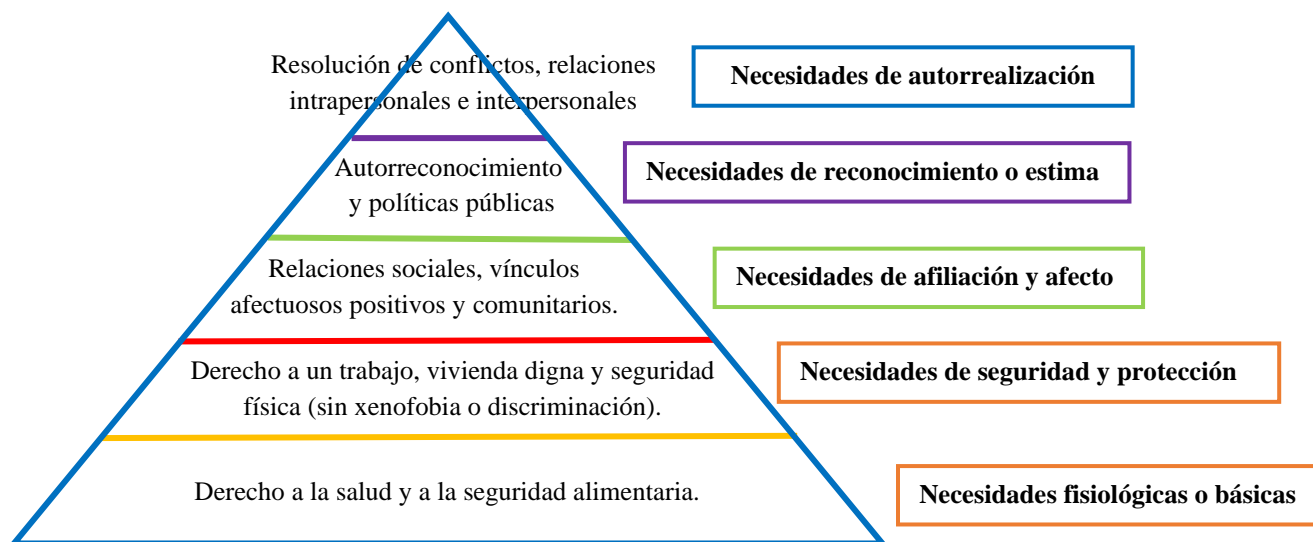 Resolución de conflictos, relaciones
intrapersonales e interpersonales
Necesidades de autorrealización
Autorreconocimiento
y políticas públicas
Necesidades de reconocimiento o estima
Relaciones sociales, vínculos
afectuosos positivos y comunitarios.
Necesidades de afiliación y afecto
Derecho a un trabajo, vivienda digna y seguridad
física (sin xenofobia o discriminación).
Necesidades de seguridad y protección
Derecho a la salud y a la seguridad alimentaria.
Necesidades fisiológicas o básicas